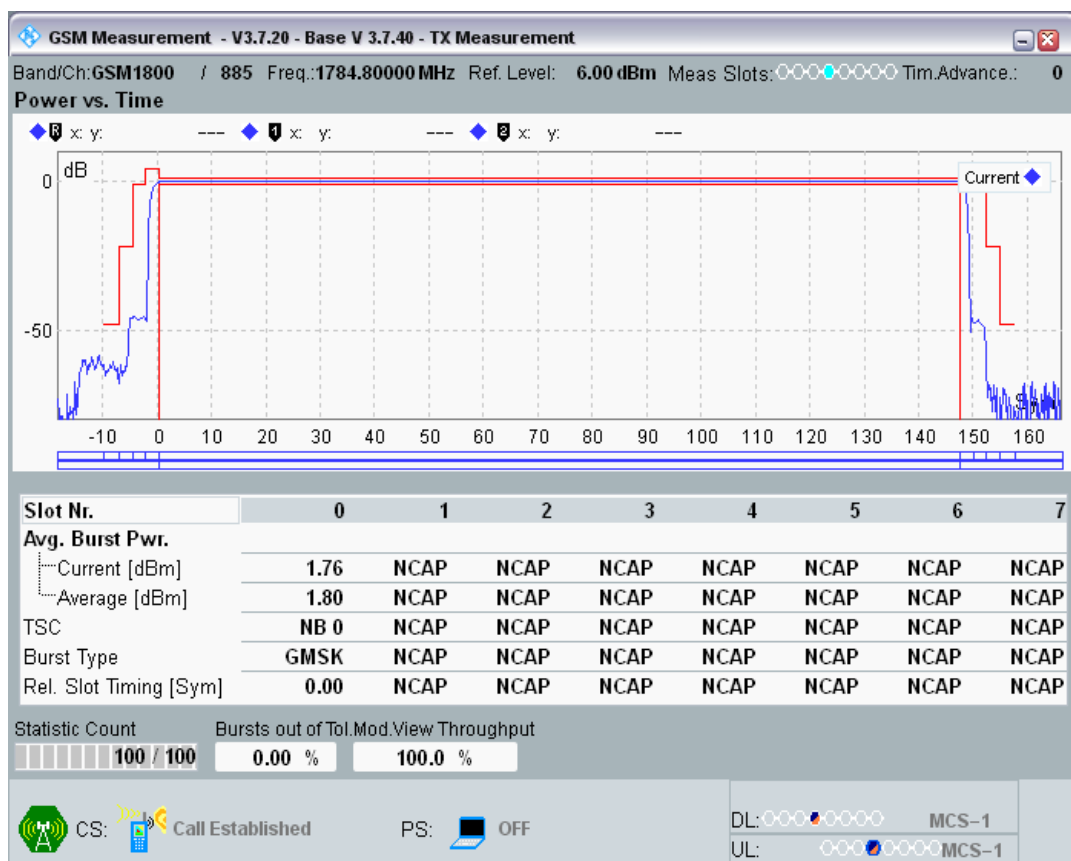 GSM Measurement - V3.7.20 - Base V 3.7.40 - TX Measurement
Band/Ch:GSM1800 / 885 Freq.:1784.80000 MHz Ref. Level: 6.00 dBm Meas Slots: Tim.Advance.: 0
Power vs. Time
R x: y: --- 1 x: y: --- 2 x: y: ---
dB
Current
0
-50
-10 0 10 20 30 40 50 60 70 80 90 100 110 120 130 140 150 160
Slot Nr. 0 1 2 3 4 5 6 7
Avg. Burst Pwr.
Current [dBm] 1.76 NCAP NCAP NCAP NCAP NCAP NCAP NCAP
Average [dBm] 1.80 NCAP NCAP NCAP NCAP NCAP NCAP NCAP
TSC NB 0 NCAP NCAP NCAP NCAP NCAP NCAP NCAP
Burst Type GMSK NCAP NCAP NCAP NCAP NCAP NCAP NCAP
Rel. Slot Timing [Sym] 0.00 NCAP NCAP NCAP NCAP NCAP NCAP NCAP
Statistic Count Bursts out of Tol. Mod.View Throughput
100 / 100 0.00 % 100.0 %
CS: Call Established PS: OFF
DL: MCS-1
UL: MCS-1